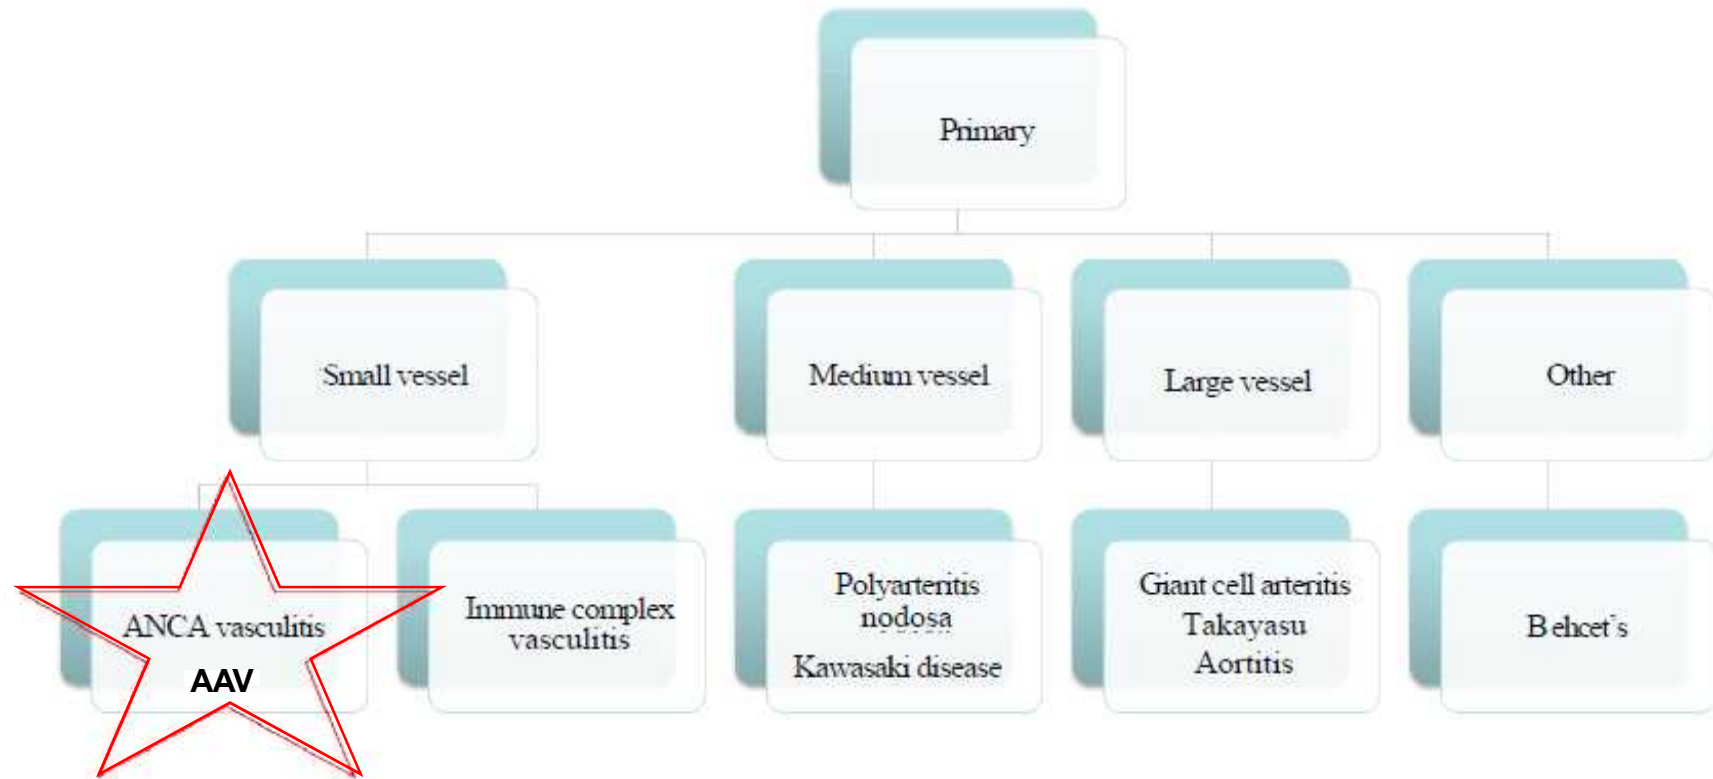 Primary
Small vessel
Medium vessel
Large vessel
Other
ANCA vasculitis
AAV
Immune complex
vasculitis
Polyarteritis
nodosa
Kawasaki disease
Giant cell arteritis
Takayasu
Aortitis
Behcet's